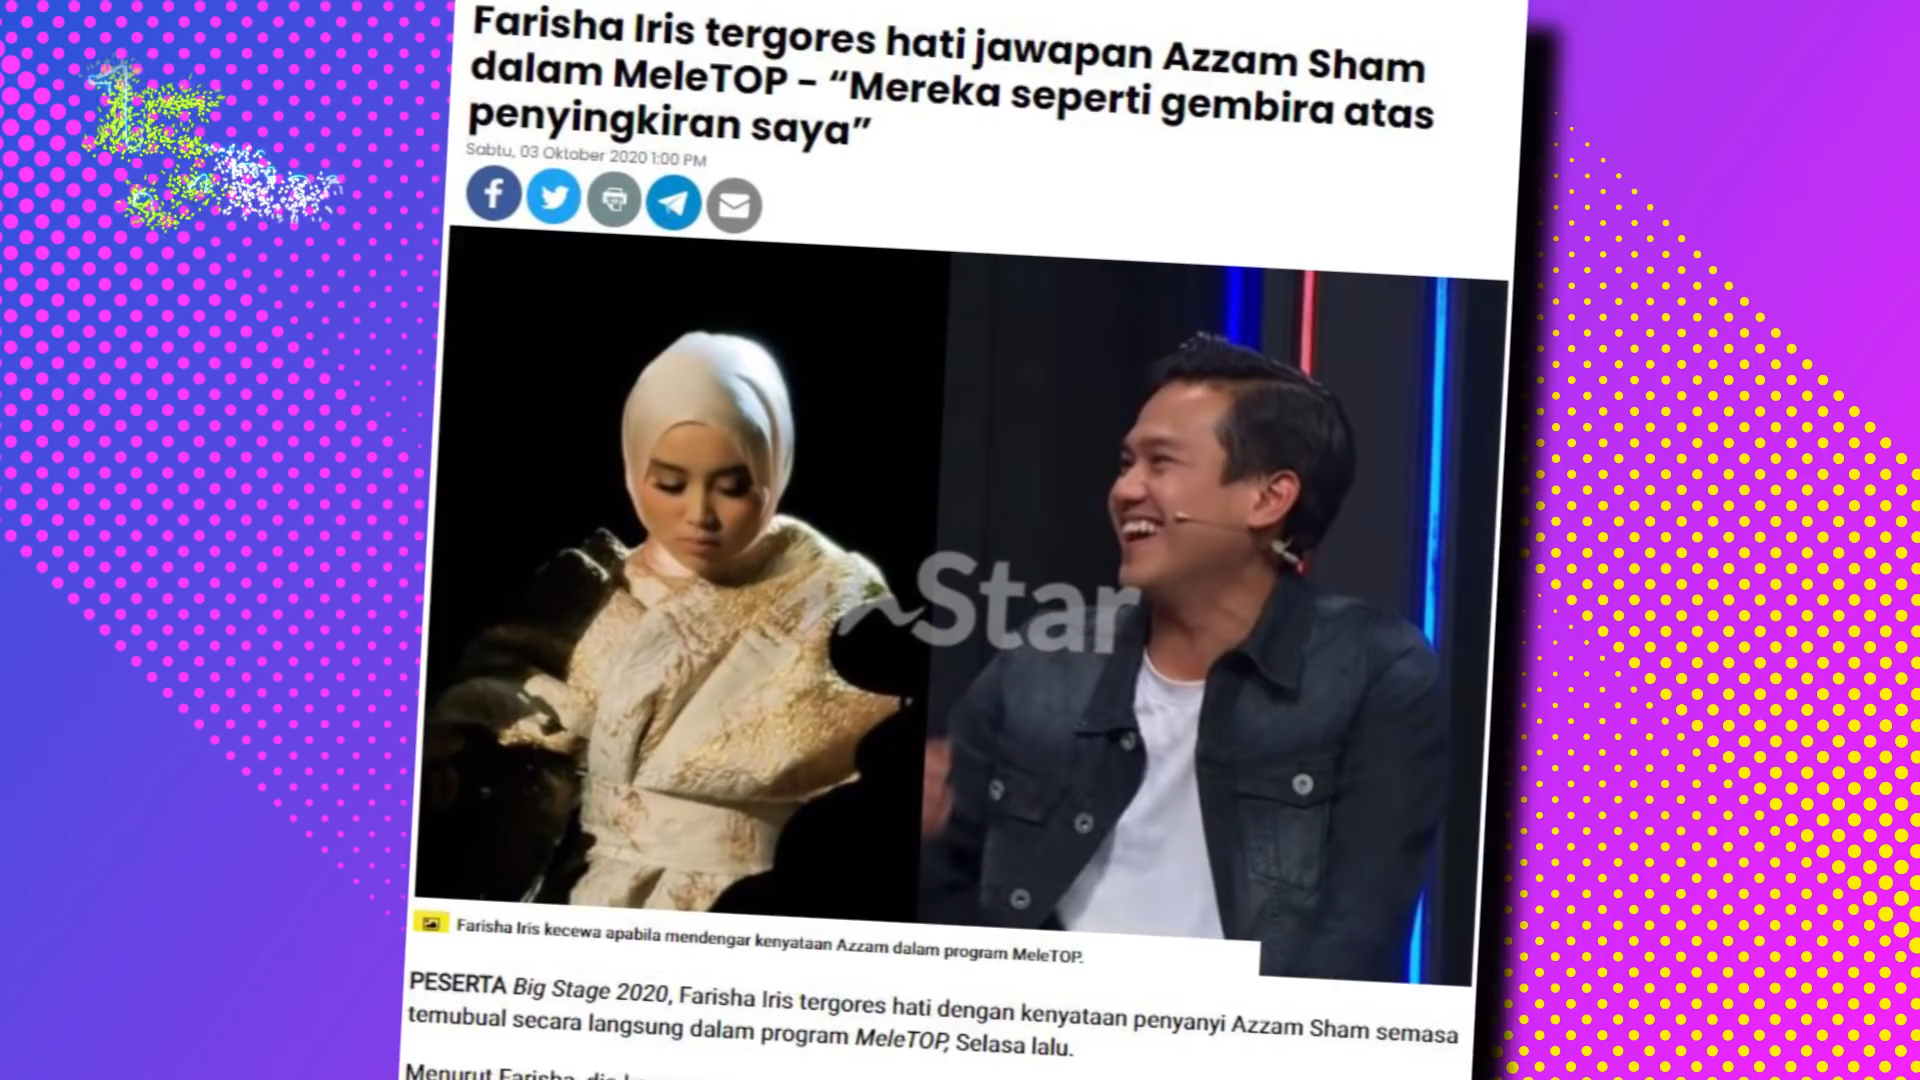 Farisha Iris tergores hati jawapan Azzam Sham
dalam MeleTOP – “Mereka seperti gembira atas
penyingkiran saya”
Sabtu, 03 Oktober 2020 1:00 PM
mStar
Farisha Iris kecewa apabila mendengar kenyataan Azzam dalam program MeleTOP.
PESERTA Big Stage 2020, Farisha Iris tergores hati dengan kenyataan penyanyi Azzam Sham semasa
temubual secara langsung dalam program MeleTOP, Selasa lalu.
Menurut Farisha, dia